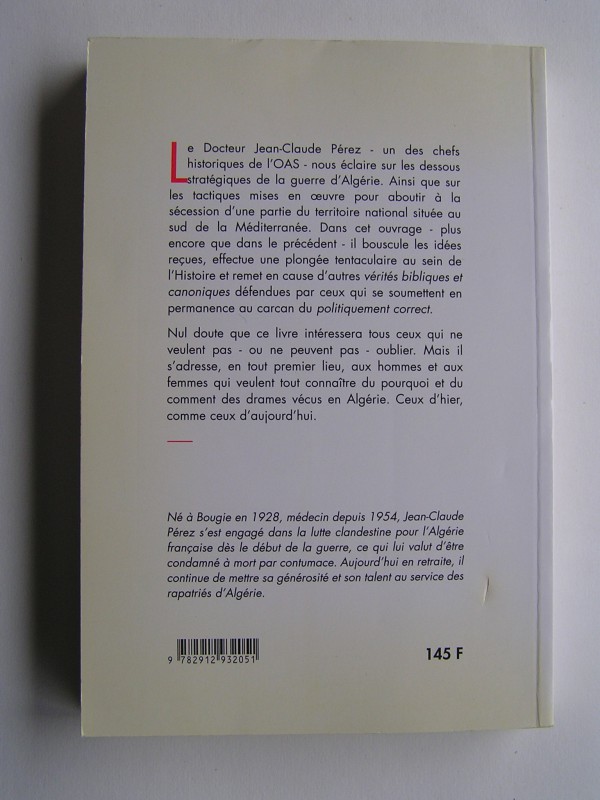 Le Docteur Jean-Claude Pérez - un des chefs
historiques de l'OAS - nous éclaire sur les dessous
stratégiques de la guerre d'Algérie. Ainsi que sur
les tactiques mises en œuvre pour aboutir à la
sécession d'une partie du territoire national située au
sud de la Méditerranée. Dans cet ouvrage - plus
encore que dans le précédent - il bouscule les idées
reçues, effectue une plongée tentaculaire au sein de
l'Histoire et remet en cause d'autres vérités bibliques et
canoniques défendues par ceux qui se soumettent en
permanence au carcan du politiquement correct.
Nul doute que ce livre intéressera tous ceux qui ne
veulent pas - ou ne peuvent pas - oublier. Mais il
s'adresse, en tout premier lieu, aux hommes et aux
femmes qui veulent tout connaître du pourquoi et du
comment des drames vécus en Algérie. Ceux d'hier,
comme ceux d'aujourd'hui.
Né à Bougie en 1928, médecin depuis 1954, Jean-Claude
Pérez s'est engagé dans la lutte clandestine pour l'Algérie
française dès le début de la guerre, ce qui lui valut d'être
condamné à mort par contumace. Aujourd'hui en retraite, il
continue de mettre sa générosité et son talent au service des
rapatriés d'Algérie.
9 782912 932051
145 F